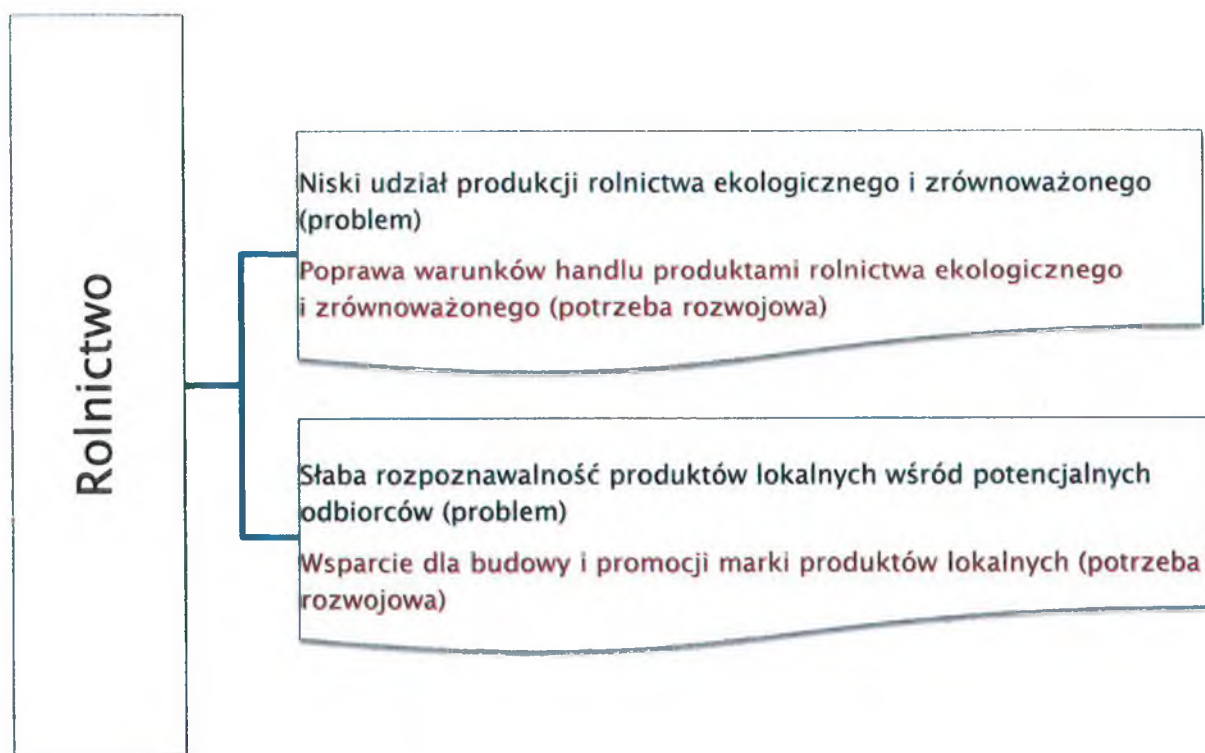 Rolnictwo
Niski udział produkcji rolnictwa ekologicznego i zrównoważonego
(problem)
Poprawa warunków handlu produktami rolnictwa ekologicznego
i zrównoważonego (potrzeba rozwojowa)
Słaba rozpoznawalność produktów lokalnych wśród potencjalnych
odbiorców (problem)
Wsparcie dla budowy i promocji marki produktów lokalnych (potrzeba
rozwojowa)